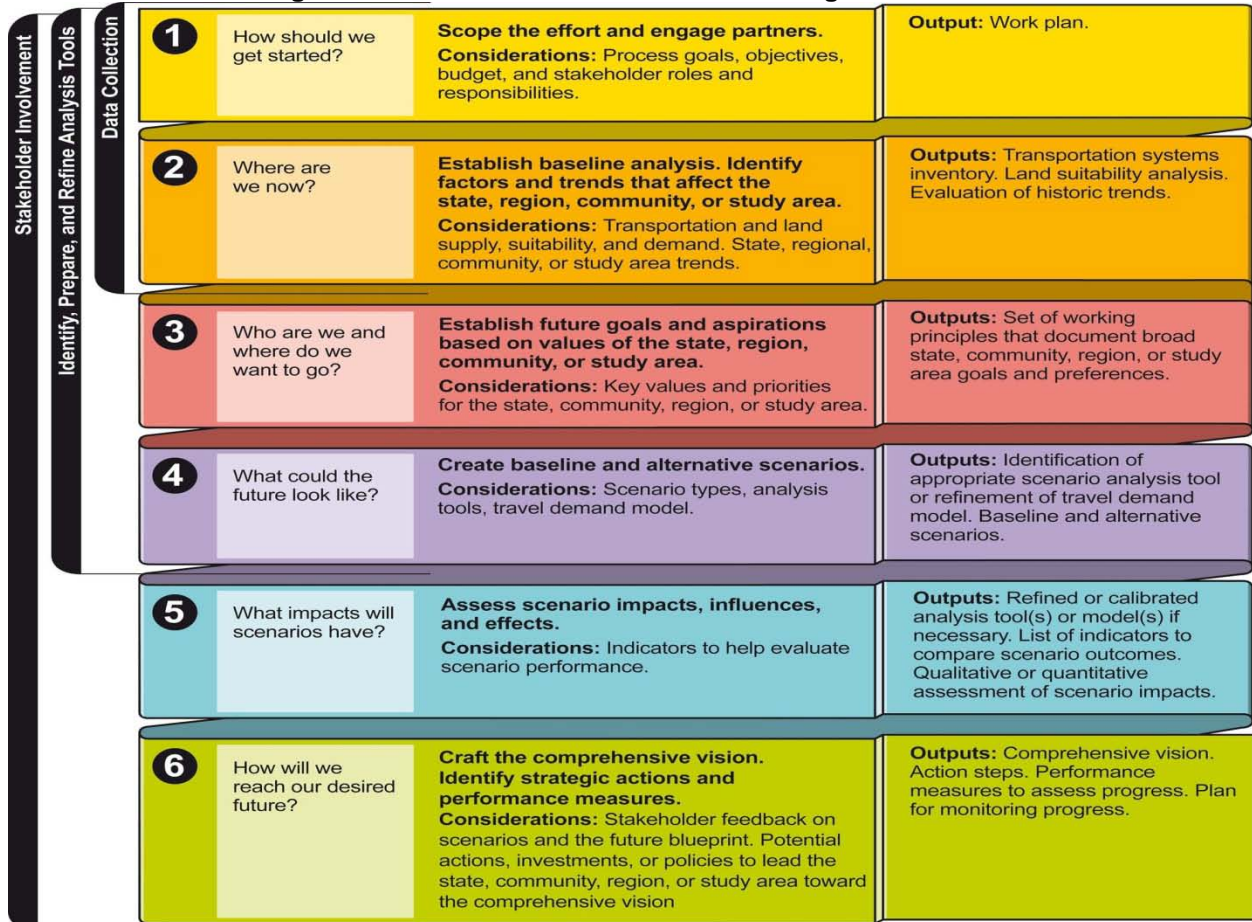 Stakeholder Involvement
Identify, Prepare, and Refine Analysis Tools
Data Collection
1
How should we
get started?
Scope the effort and engage partners.
Considerations: Process goals, objectives,
budget, and stakeholder roles and
responsibilities.
Output: Work plan.
2
Where are
we now?
Establish baseline analysis. Identify
factors and trends that affect the
state, region, community, or study area.
Considerations: Transportation and land
supply, suitability, and demand. State, regional,
community, or study area trends.
Outputs: Transportation systems
inventory. Land suitability analysis.
Evaluation of historic trends.
3
Who are we and
where do we
want to go?
Establish future goals and aspirations
based on values of the state, region,
community, or study area.
Considerations: Key values and priorities
for the state, community, region, or study area.
Outputs: Set of working
principles that document broad
state, community, region, or study
area goals and preferences.
4
What could the
future look like?
Create baseline and alternative scenarios.
Considerations: Scenario types, analysis
tools, travel demand model.
Outputs: Identification of
appropriate scenario analysis tool
or refinement of travel demand
model. Baseline and alternative
scenarios.
5
What impacts will
scenarios have?
Assess scenario impacts, influences,
and effects.
Considerations: Indicators to help evaluate
scenario performance.
Outputs: Refined or calibrated
analysis tool(s) or model(s) if
necessary. List of indicators to
compare scenario outcomes.
Qualitative or quantitative
assessment of scenario impacts.
6
How will we
reach our desired
future?
Craft the comprehensive vision.
Identify strategic actions and
performance measures.
Considerations: Stakeholder feedback on
scenarios and the future blueprint. Potential
actions, investments, or policies to lead the
state, community, region, or study area toward
the comprehensive vision
Outputs: Comprehensive vision.
Action steps. Performance
measures to assess progress. Plan
for monitoring progress.